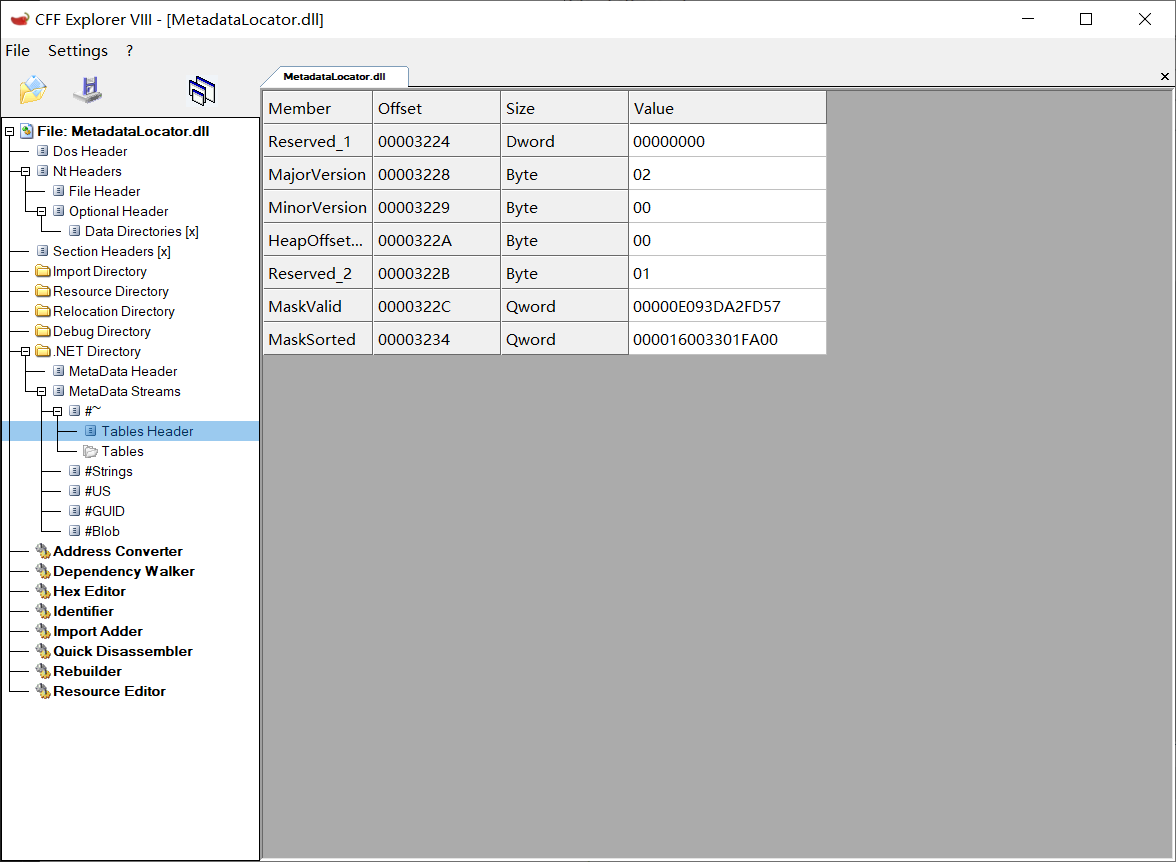 CFF Explorer VIII - [MetadataLocator.dll]
File Settings ?
MetadataLocator.dll
File: MetadataLocator.dll
Dos Header
Nt Headers
File Header
Optional Header
Data Directories [x]
Section Headers [x]
Import Directory
Resource Directory
Relocation Directory
Debug Directory
.NET Directory
MetaData Header
MetaData Streams
#~
Tables Header
Tables
#Strings
#US
#GUID
#Blob
Address Converter
Dependency Walker
Hex Editor
Identifier
Import Adder
Quick Disassembler
Rebuilder
Resource Editor
Member Offset Size Value
Reserved_1 00003224 Dword 00000000
MajorVersion 00003228 Byte 02
MinorVersion 00003229 Byte 00
HeapOffset... 0000322A Byte 00
Reserved_2 0000322B Byte 01
MaskValid 0000322C Qword 00000E093DA2FD57
MaskSorted 00003234 Qword 000016003301FA00